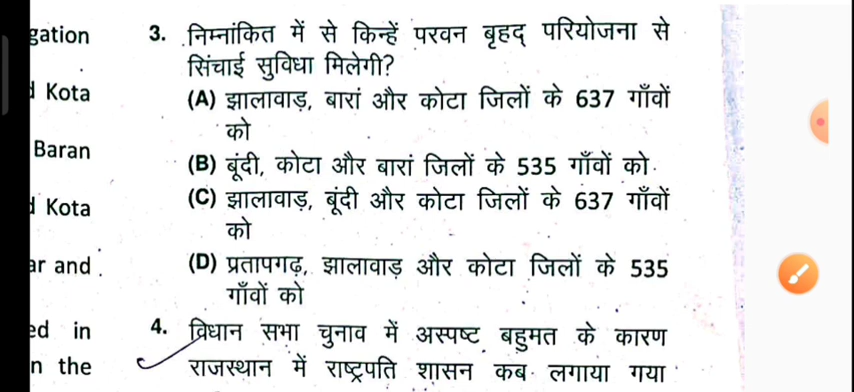 gation
Kota
Baran
Kota
ar and .
ed in
n the
3. निम्नांकित में से किन्हें परवन बृहद् परियोजना से
सिंचाई सुविधा मिलेगी?
(A) झालावाड़, बारां और कोटा जिलों के 637 गाँवों
को
(B) बूंदी, कोटा और बारां जिलों के 535 गाँवों को
(C) झालावाड़, बूंदी और कोटा जिलों के 637 गाँवों
को
(D) प्रतापगढ़, झालावाड़ और कोटा जिलों के 535
गाँवों को
4. विधान सभा चुनाव में अस्पष्ट बहुमत के कारण
राजस्थान में राष्ट्रपति शासन कब लगाया गया